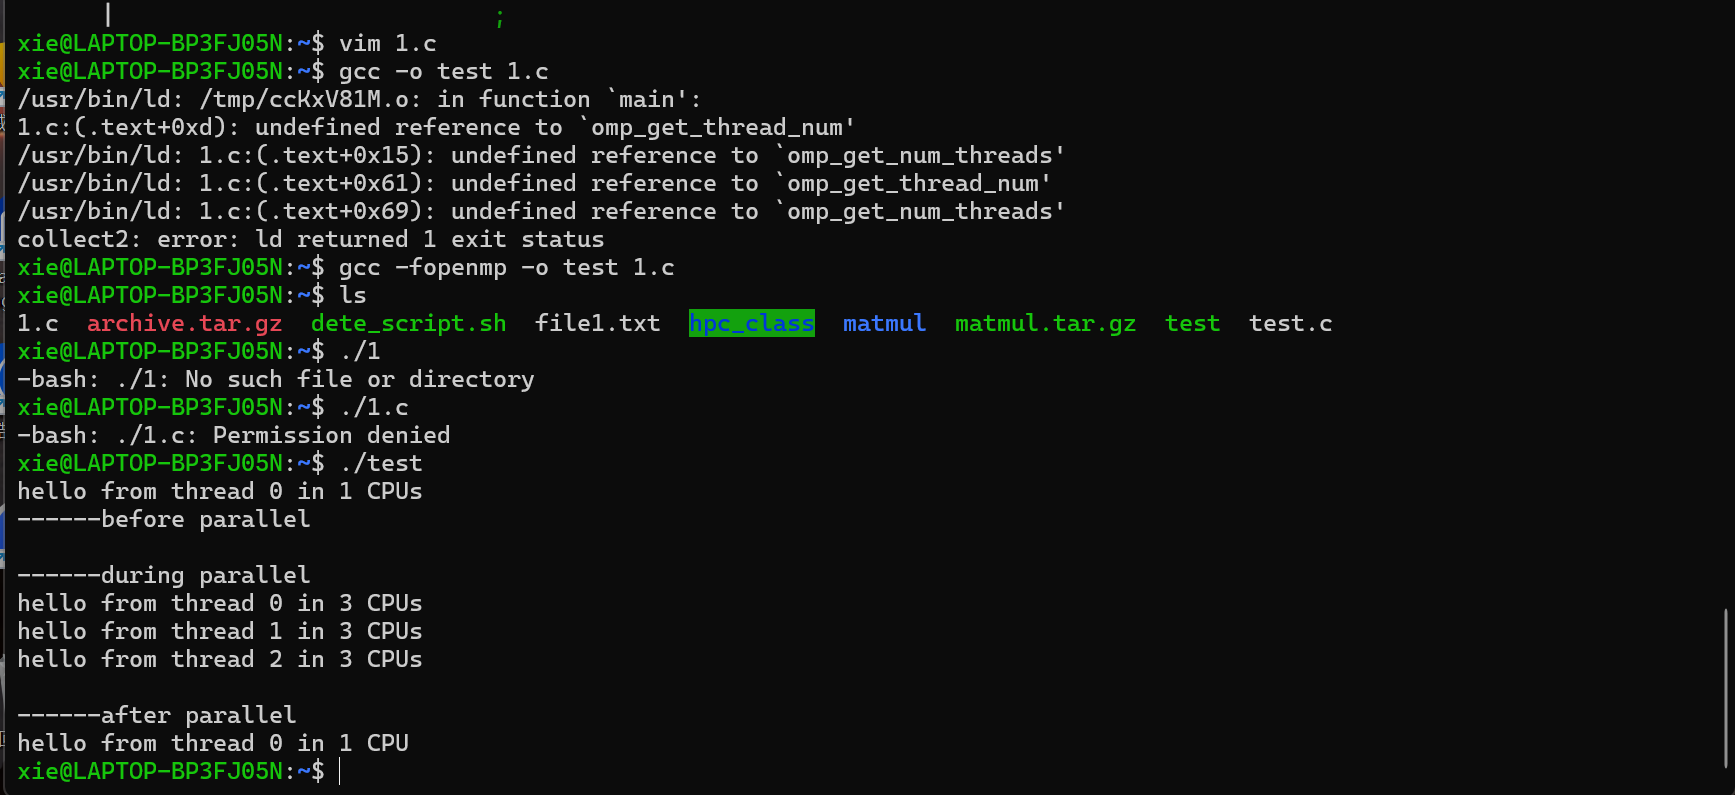 ;
xie@LAPTOP-BP3FJ05N:~$ vim 1.c
xie@LAPTOP-BP3FJ05N:~$ gcc -o test 1.c
/usr/bin/ld: /tmp/ccKxV81M.o: in function `main':
1.c:(.text+0xd): undefined reference to `omp_get_thread_num'
/usr/bin/ld: 1.c:(.text+0x15): undefined reference to `omp_get_num_threads'
/usr/bin/ld: 1.c:(.text+0x61): undefined reference to `omp_get_thread_num'
/usr/bin/ld: 1.c:(.text+0x69): undefined reference to `omp_get_num_threads'
collect2: error: ld returned 1 exit status
xie@LAPTOP-BP3FJ05N:~$ gcc -fopenmp -o test 1.c
xie@LAPTOP-BP3FJ05N:~$ ls
1.c  archive.tar.gz  dete_script.sh  file1.txt  hpc_class  matmul  matmul.tar.gz  test  test.c
xie@LAPTOP-BP3FJ05N:~$ ./1
-bash: ./1: No such file or directory
xie@LAPTOP-BP3FJ05N:~$ ./1.c
-bash: ./1.c: Permission denied
xie@LAPTOP-BP3FJ05N:~$ ./test
hello from thread 0 in 1 CPUs
------before parallel

------during parallel
hello from thread 0 in 3 CPUs
hello from thread 1 in 3 CPUs
hello from thread 2 in 3 CPUs

------after parallel
hello from thread 0 in 1 CPU
xie@LAPTOP-BP3FJ05N:~$